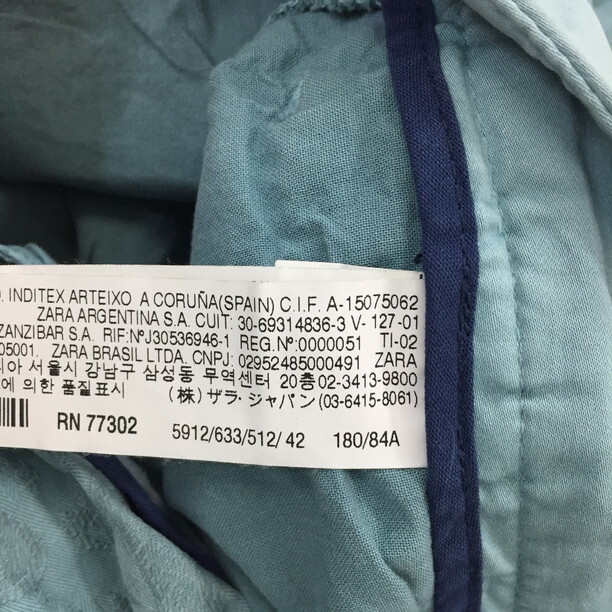 INDITEX ARTEIXO A CORUÑA(SPAIN) C.I.F. A-15075062
ZARA ARGENTINA S.A. CUIT: 30-69314836-3 V- 127-01
ZANZIBAR S.A. RIF:NºJ30536946-1 REG.Nº:0000051 TI-02
05001. ZARA BRASIL LTDA. CNPJ: 02952485000491 ZARA
서울시 강남구 삼성동 무역센터 20층02-3413-9800
에 의한 품질표시 (株) ザラ・ジャパン(03-6415-8061)
RN 77302 5912/633/512/ 42 180/84A